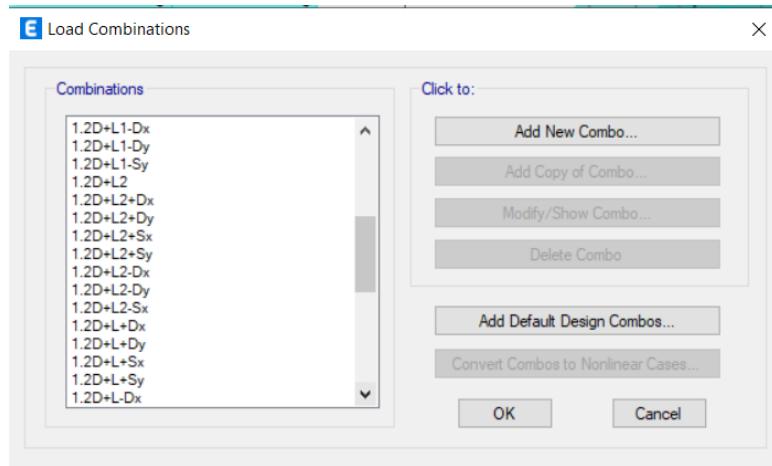 E Load Combinations
Combinations
1.2D+L1-Dx
1.2D+L1-Dy
1.2D+L1-Sy
1.2D+L2
1.2D+L2+Dx
1.2D+L2+Dy
1.2D+L2+Sx
1.2D+L2+Sy
1.2D+L2-Dx
1.2D+L2-Dy
1.2D+L2-Sx
1.2D+L+Dx
1.2D+L+Dy
1.2D+L+Sx
1.2D+L+Sy
1.2D+L-Dx
Click to:
Add New Combo...
Add Copy of Combo...
Modify/Show Combo...
Delete Combo
Add Default Design Combos...
Convert Combos to Nonlinear Cases...
OK
Cancel